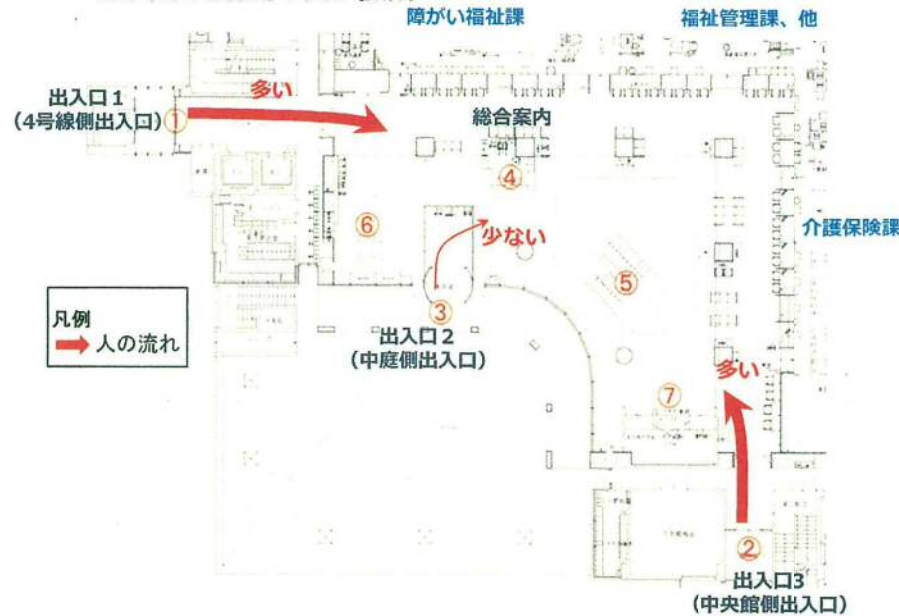 障がい福祉課
福祉管理課、他
出入口1
(4号線側出入口)
①
多い
総合案内
④
⑥
少ない
介護保険課
⑤
③
出入口2
(中庭側出入口)
凡例
人の流れ
多い
⑦
②
出入口3
(中央館側出入口)